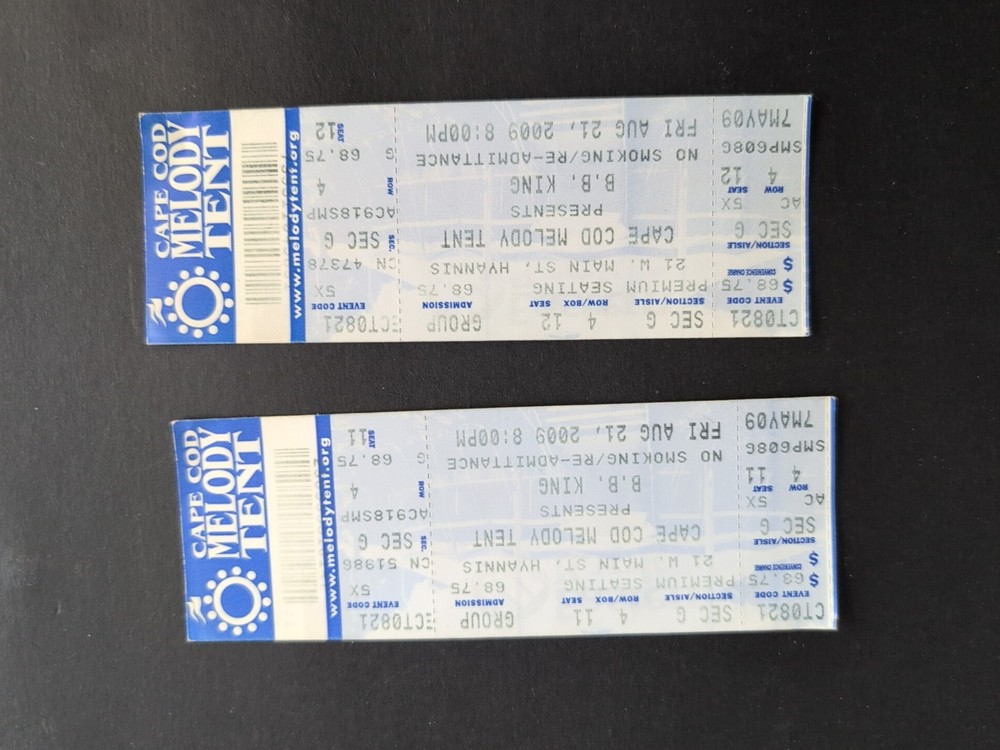 CT0821 SEC G 4 12 GROUP ECT0821
EVENT CODE SECTION/AISLE ROW/BOX SEAT ADMISSION EVENT CODE
$ 68.75 PREMIUM SEATING 68.75 5X
$ CONVENIENCE CHARGE 21 W. MAIN ST, HYANNIS CN 47378
SECTION/AISLE
SEC G CAPE COD MELODY TENT SEC. SEC G
AC 5X PRESENTS AC918SMP
ROW SEAT
4 12 B.B. KING ROW 4
SMP608G NO SMOKING/RE-ADMITTANCE G 68.75
7MAY09 FRI AUG 21, 2009 8:00PM SEAT 12
www.melodytent.org
CAPE COD
MELODY
TENT
CT0821 SEC G 4 11 GROUP ECT0821
EVENT CODE SECTION/AISLE ROW/BOX SEAT ADMISSION EVENT CODE
$ 68.75 PREMIUM SEATING 68.75 5X
$ CONVENIENCE CHARGE 21 W. MAIN ST, HYANNIS CN 51986
SECTION/AISLE
SEC G CAPE COD MELODY TENT SEC. SEC G
AC 5X PRESENTS AC918SMP
ROW SEAT
4 11 B.B. KING ROW 4
SMP608G NO SMOKING/RE-ADMITTANCE G 68.75
7MAY09 FRI AUG 21, 2009 8:00PM SEAT 11
www.melodytent.org
CAPE COD
MELODY
TENT